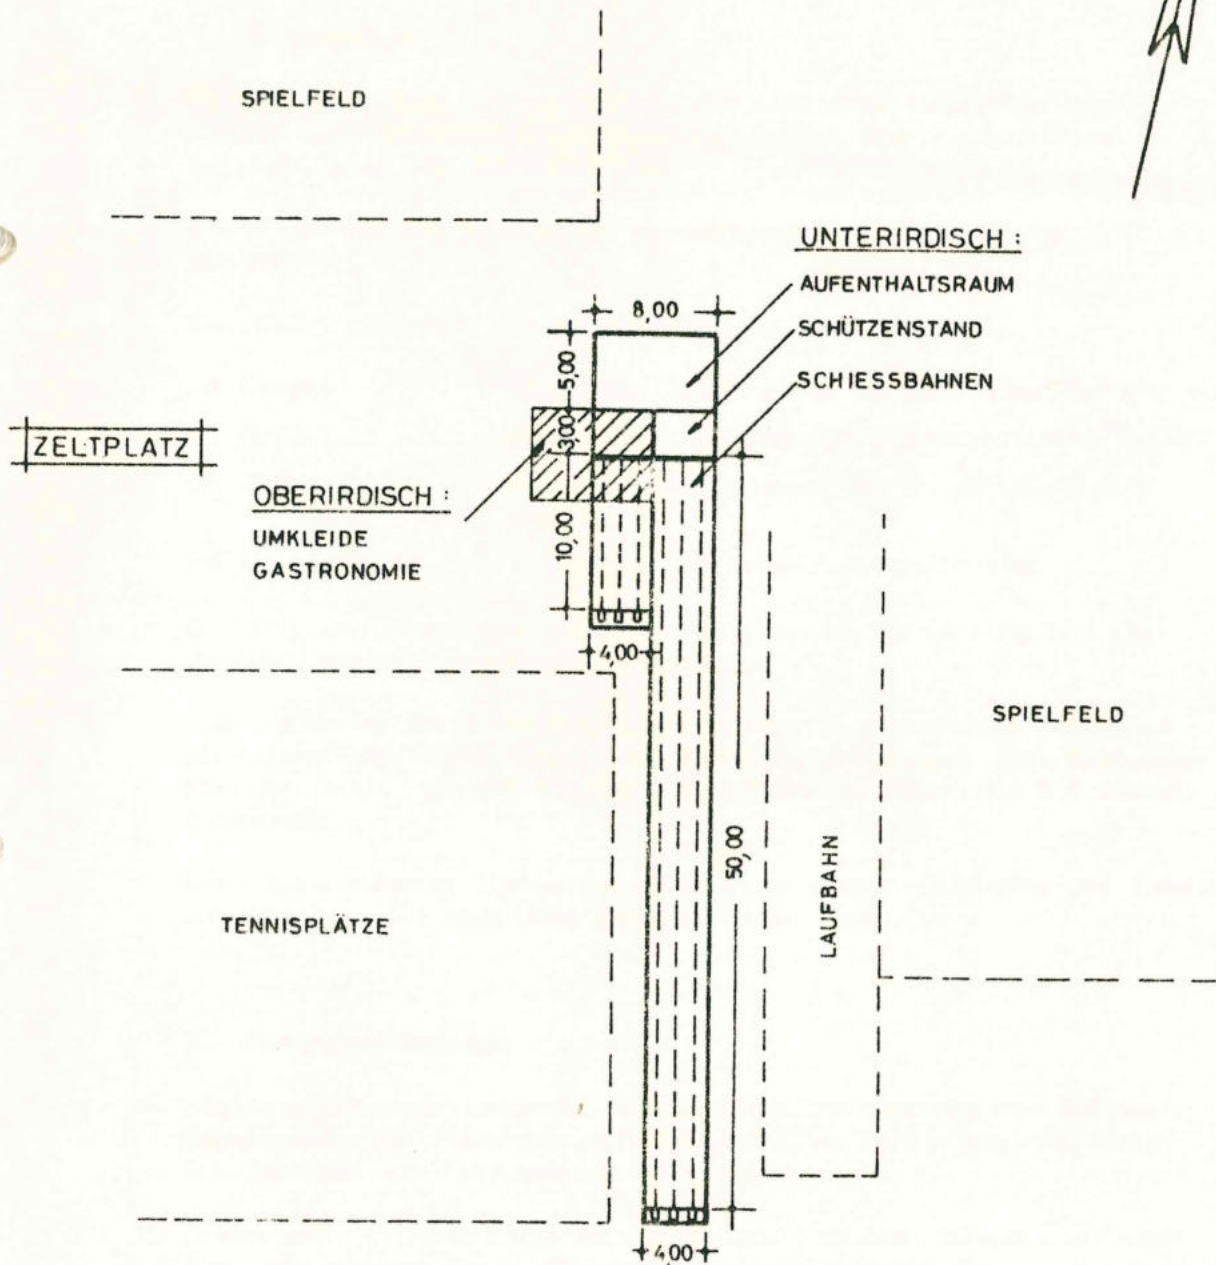 SPIELFELD
UNTERIRDISCH :
AUFENTHALTSRAUM
SCHÜTZENSTAND
SCHIESSBAHNEN
8,00
5,00
3,00
ZELTPLATZ
OBERIRDISCH :
UMKLEIDE
GASTRONOMIE
10,00
4,00
SPIELFELD
50,00
LAUFBAHN
TENNISPLÄTZE
4,00